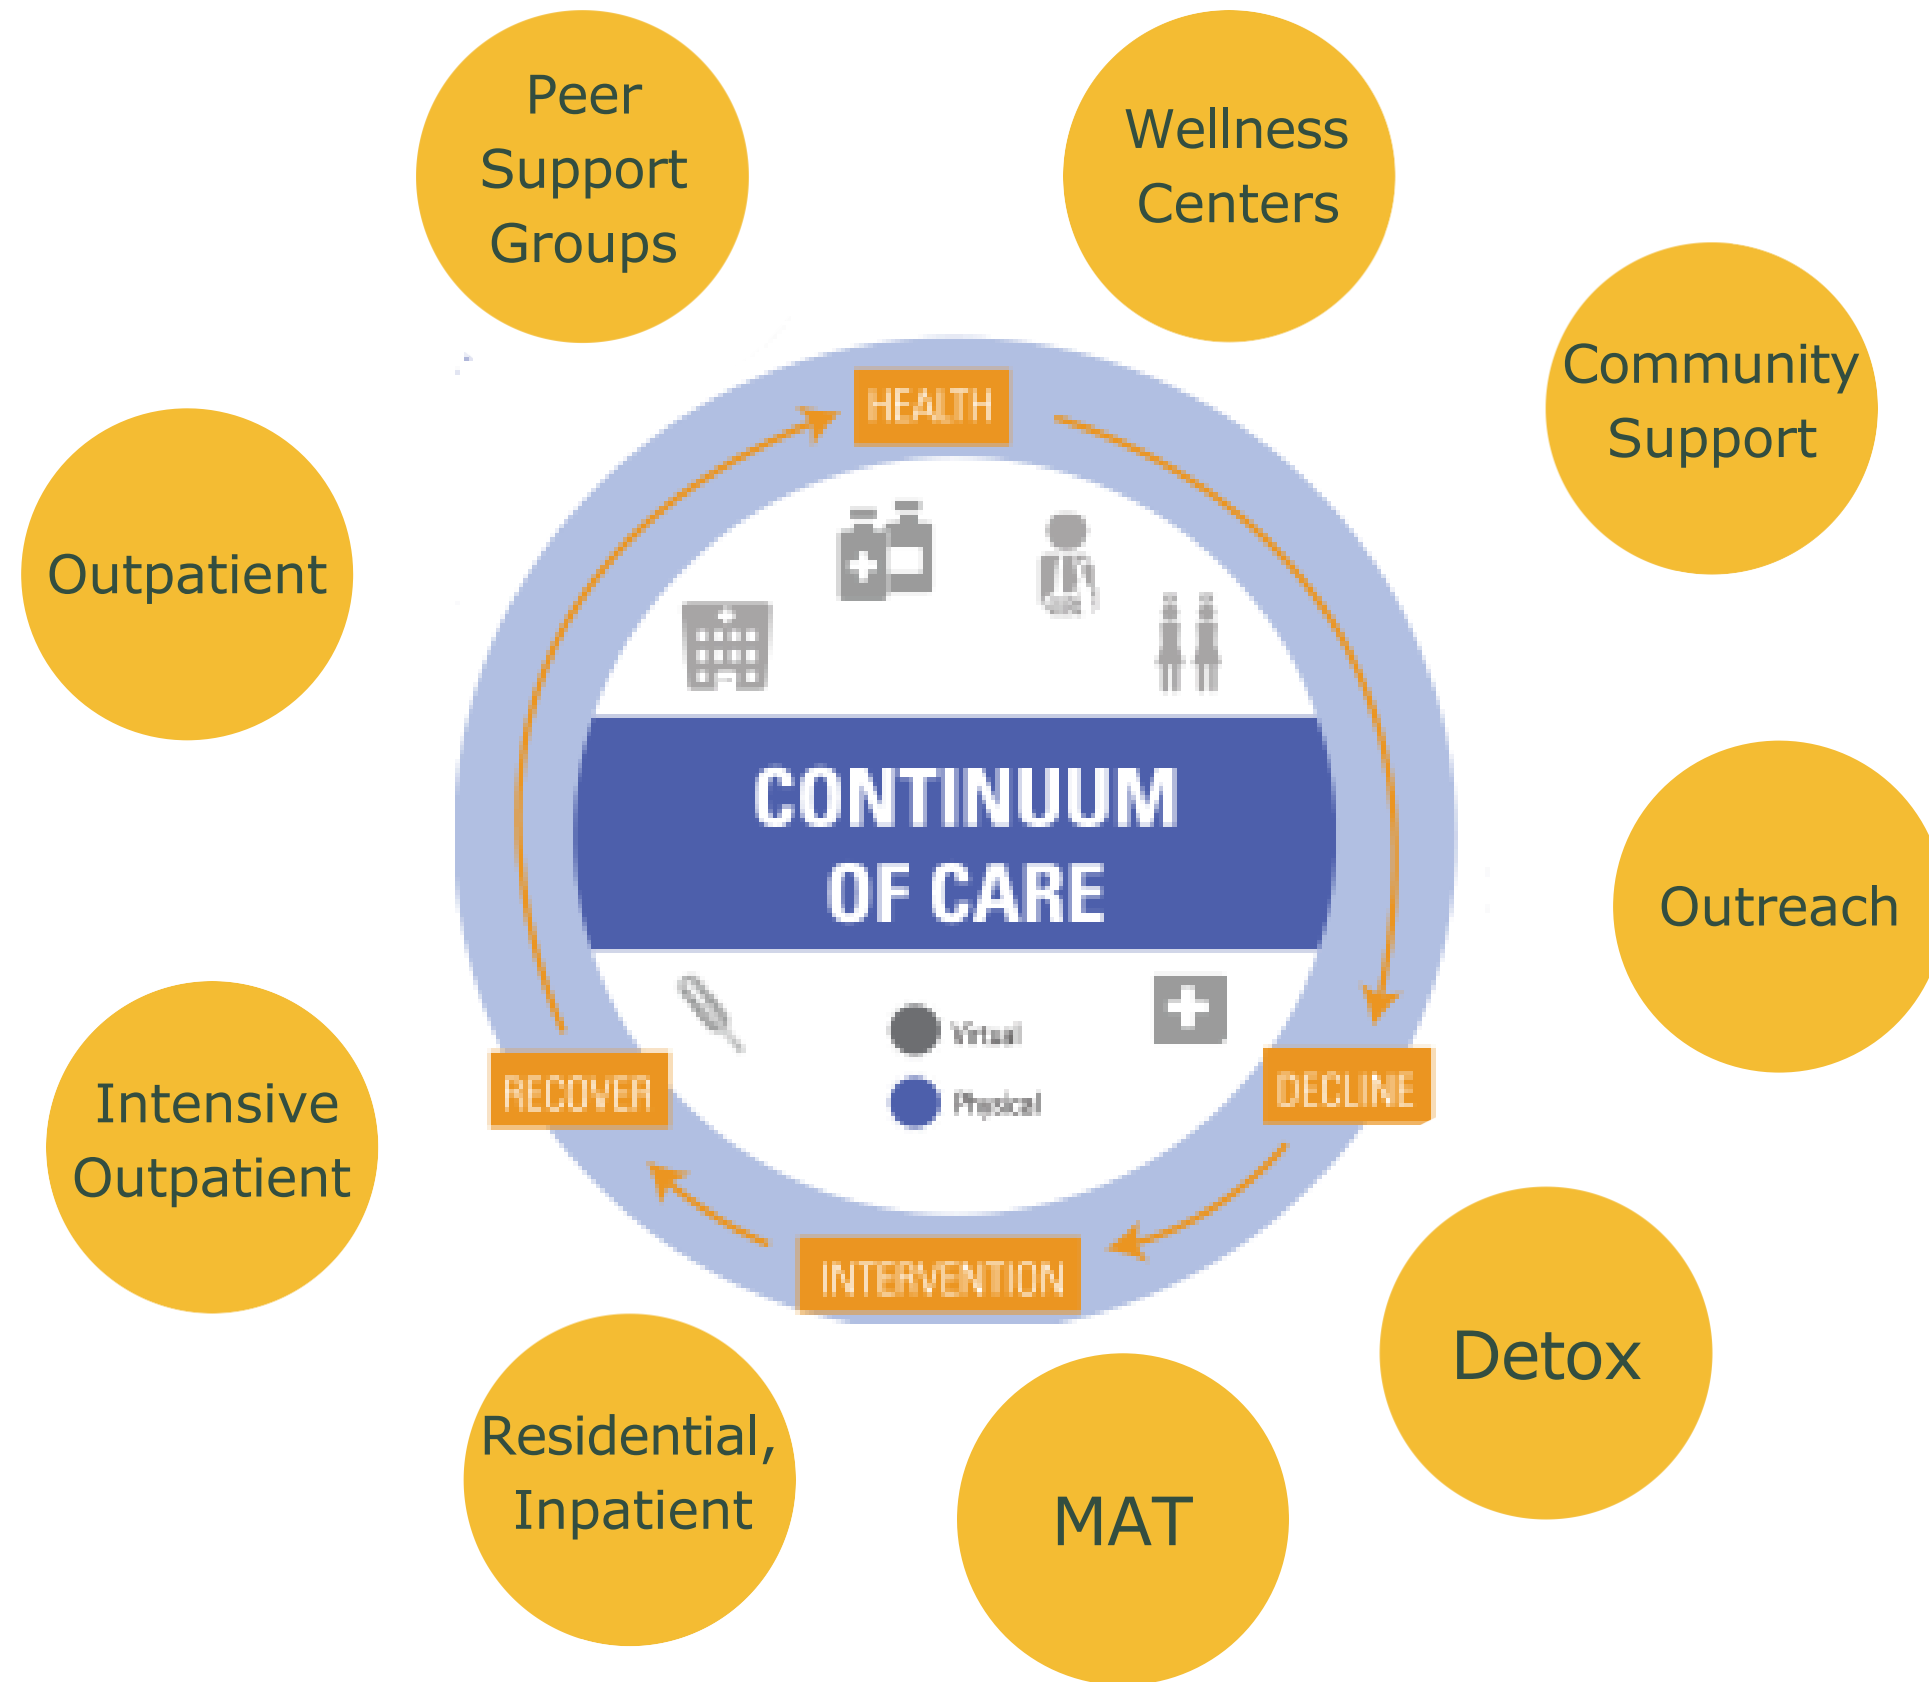 Peer
Support
Groups
Wellness
Centers
Community
Support
Outpatient
HEALTH
CONTINUUM
OF CARE
Outreach
Virtual
Physical
RECOVER
DECLINE
Intensive
Outpatient
INTERVENTION
Detox
Residential,
Inpatient
MAT